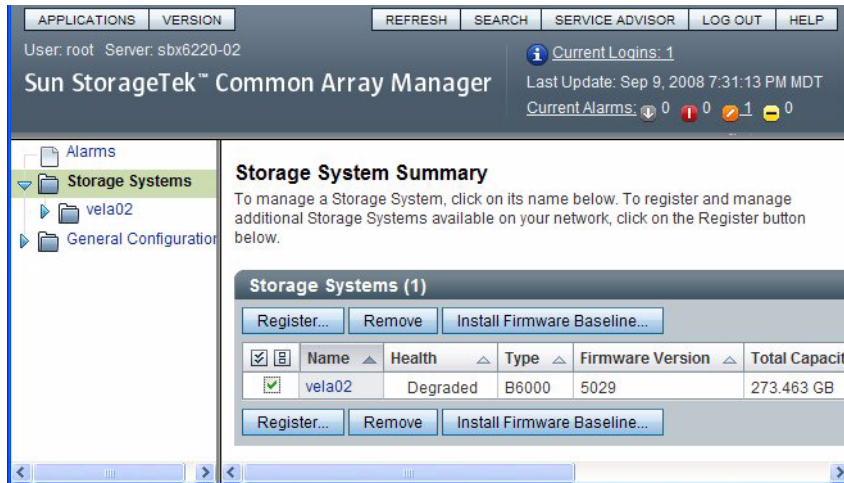 APPLICATIONS VERSION REFRESH SEARCH SERVICE ADVISOR LOG OUT HELP
User: root Server: sbx6220-02
Current Logins: 1
Sun StorageTek™ Common Array Manager
Last Update: Sep 9, 2008 7:31:13 PM MDT
Current Alarms: 0 0 1 0
Alarms
Storage Systems
vela02
General Configuration
Storage System Summary
To manage a Storage System, click on its name below. To register and manage
additional Storage Systems available on your network, click on the Register button
below.
Storage Systems (1)
Register... Remove Install Firmware Baseline...
Name Health Type Firmware Version Total Capacit
vela02 Degraded B6000 5029 273.463 GB
Register... Remove Install Firmware Baseline...